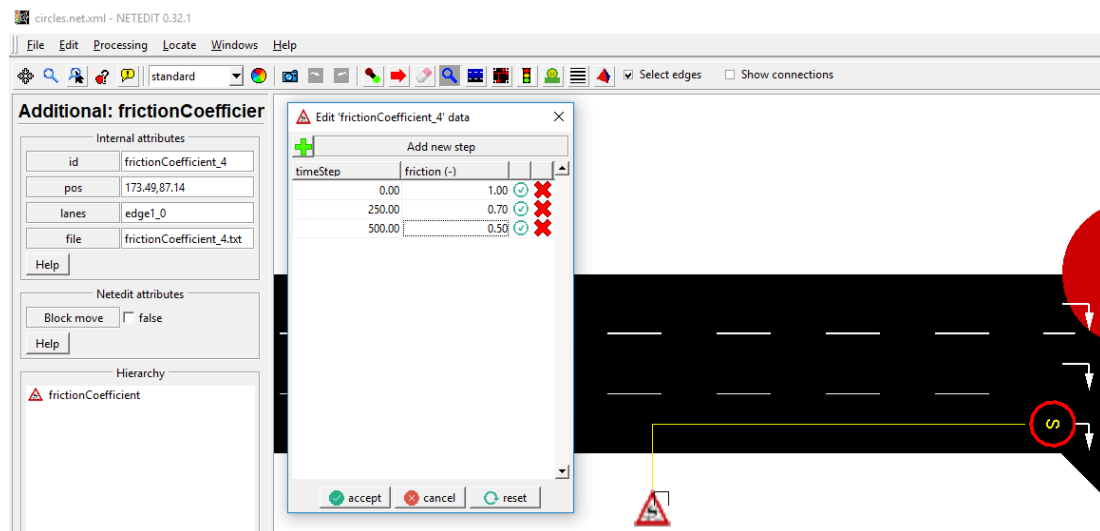 circles.net.xml - NETEDIT 0.32.1
File Edit Processing Locate Windows Help
standard Select edges Show connections
Additional: frictionCoefficier
Internal attributes
id frictionCoefficient_4
pos 173.49,87.14
lanes edge1_0
file frictionCoefficient_4.txt
Help
Netedit attributes
Block move false
Help
Hierarchy
frictionCoefficient
Edit 'frictionCoefficient_4' data
Add new step
timeStep friction (-)
0.00 1.00
250.00 0.70
500.00 0.50
accept cancel reset
S